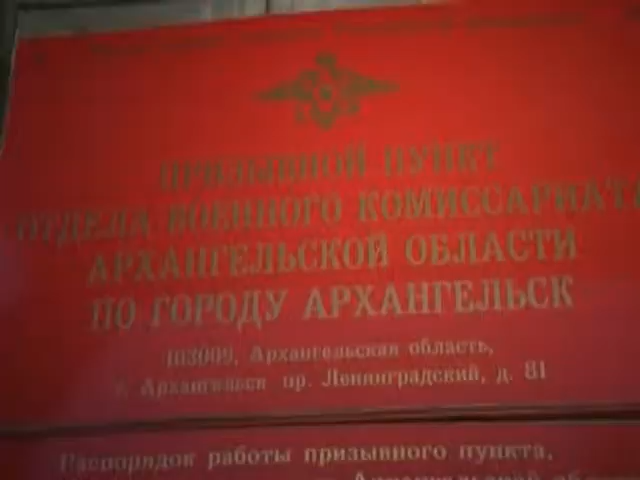 ПРИЗЫВНОЙ ПУНКТ
ОТДЕЛА ВОЕННОГО КОМИССАРИАТА
АРХАНГЕЛЬСКОЙ ОБЛАСТИ
ПО ГОРОДУ АРХАНГЕЛЬСК
163009, Архангельская область,
г. Архангельск пр. Ленинградский, д. 81
Распорядок работы призывного пункта,